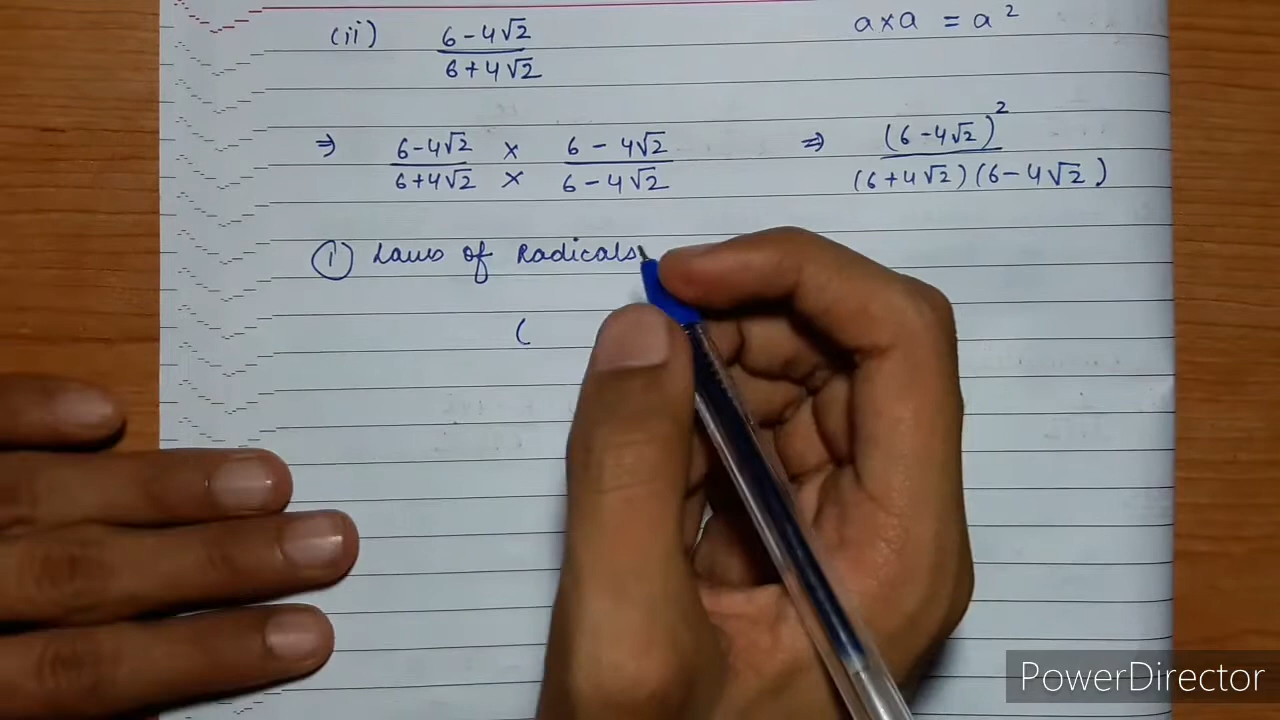 (ii) 6-4√2 / 6+4√2 a×a = a²
⇒ 6-4√2 / 6+4√2 × 6-4√2 / × 6-4√2 ⇒ (6-4√2)² / (6+4√2)(6-4√2)
① Laws of Radicals
(
PowerDirector